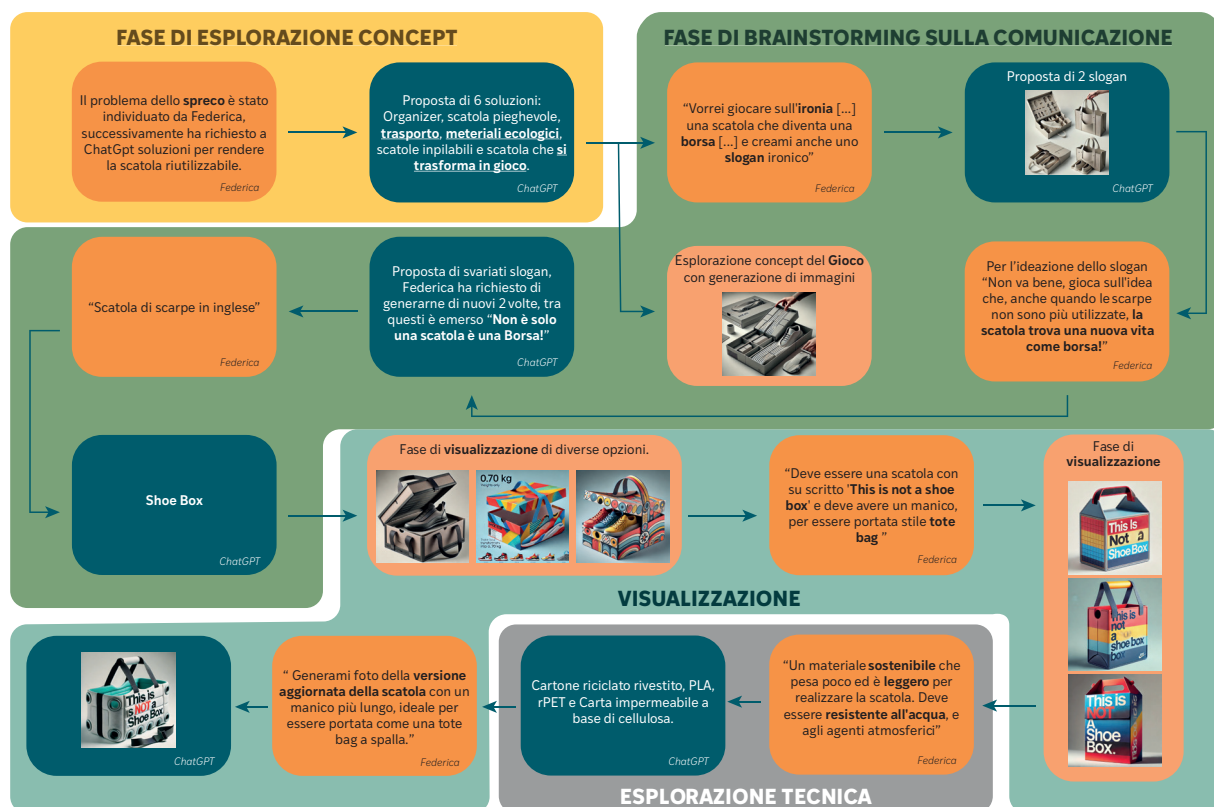 FASE DI ESPLORAZIONE CONCEPT
Il problema dello spreco è stato
individuato da Federica,
successivamente ha richiesto a
ChatGpt soluzioni per rendere
la scatola riutilizzabile.
Federica
Proposta di 6 soluzioni:
Organizer, scatola pieghevole,
trasporto, meteriali ecologici,
scatole inpilabili e scatola che si
trasforma in gioco.
ChatGPT
FASE DI BRAINSTORMING SULLA COMUNICAZIONE
“Vorrei giocare sull'ironia [...]
una scatola che diventa una
borsa [...] e creami anche uno
slogan ironico”
Federica
Proposta di 2 slogan
ChatGPT
Per l’ideazione dello slogan
“Non va bene, gioca sull'idea
che, anche quando le scarpe
non sono più utilizzate, la
scatola trova una nuova vita
come borsa!”
Federica
Esplorazione concept del Gioco
con generazione di immagini
Proposta di svariati slogan,
Federica ha richiesto di
generarne di nuovi 2 volte, tra
questi è emerso “Non è solo
una scatola è una Borsa!”
ChatGPT
“Scatola di scarpe in inglese”
Federica
Shoe Box
ChatGPT
Fase di visualizzazione di diverse opzioni.
0.70 kg
“Deve essere una scatola con
su scritto 'This is not a shoe
box' e deve avere un manico,
per essere portata stile tote
bag ”
Federica
Fase di
visualizzazione
This Is
Not a
Shoe Box
This is
not
a
shoe
box
This is
NOT
A
Shoe
Box.
VISUALIZZAZIONE
“Un materiale sostenibile che
pesa poco ed è leggero per
realizzare la scatola. Deve
essere resistente all'acqua, e
agli agenti atmosferici”
Federica
Cartone riciclato rivestito, PLA,
rPET e Carta impermeabile a
base di cellulosa.
ChatGPT
ESPLORAZIONE TECNICA
“ Generami foto della versione
aggiornata della scatola con un
manico più lungo, ideale per
essere portata come una tote
bag a spalla.”
Federica
This is
is NOT a
Shoe Box
ChatGPT